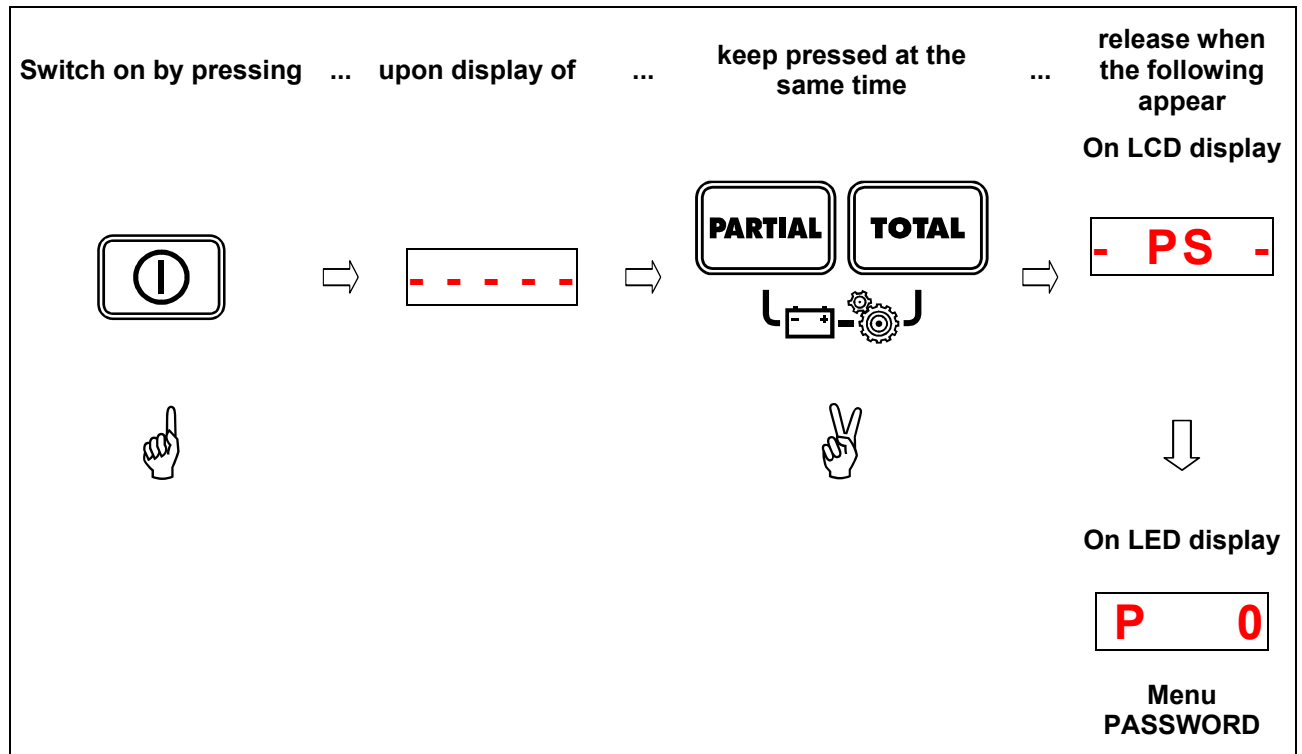 Switch on by pressing ... upon display of ... keep pressed at the same time ... release when the following appear
On LCD display
PARTIAL TOTAL
- - - - -
- PS -
- +
On LED display
P 0
Menu
PASSWORD